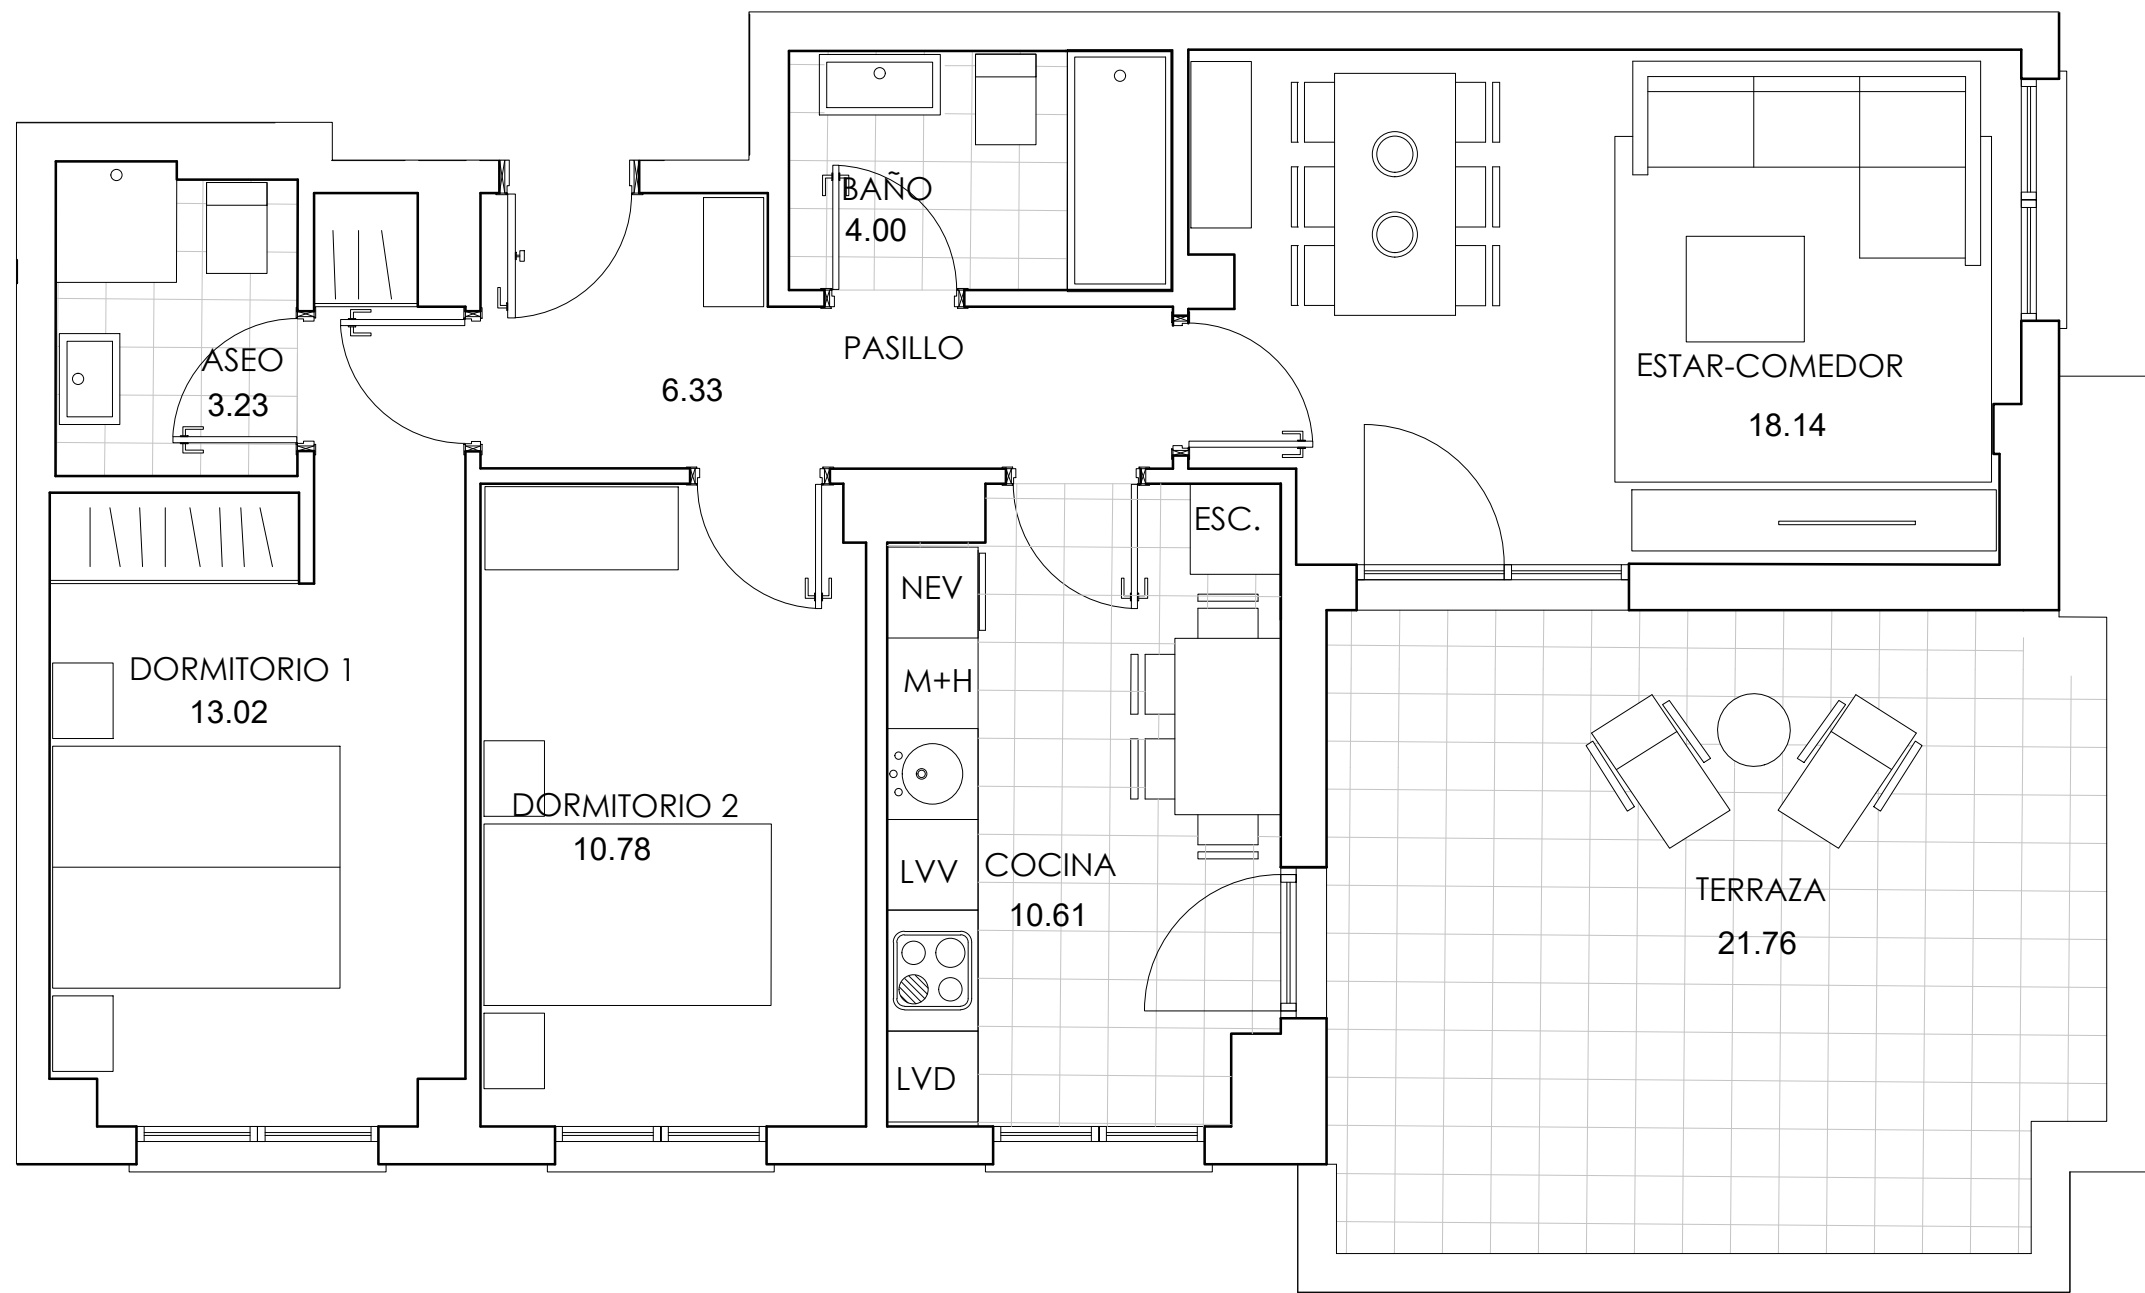 BAÑO
4.00
ASEO
3.23
PASILLO
6.33
ESTAR-COMEDOR
18.14
ESC.
NEV
M+H
DORMITORIO 1
13.02
DORMITORIO 2
10.78
LVV
COCINA
10.61
LVD
TERRAZA
21.76